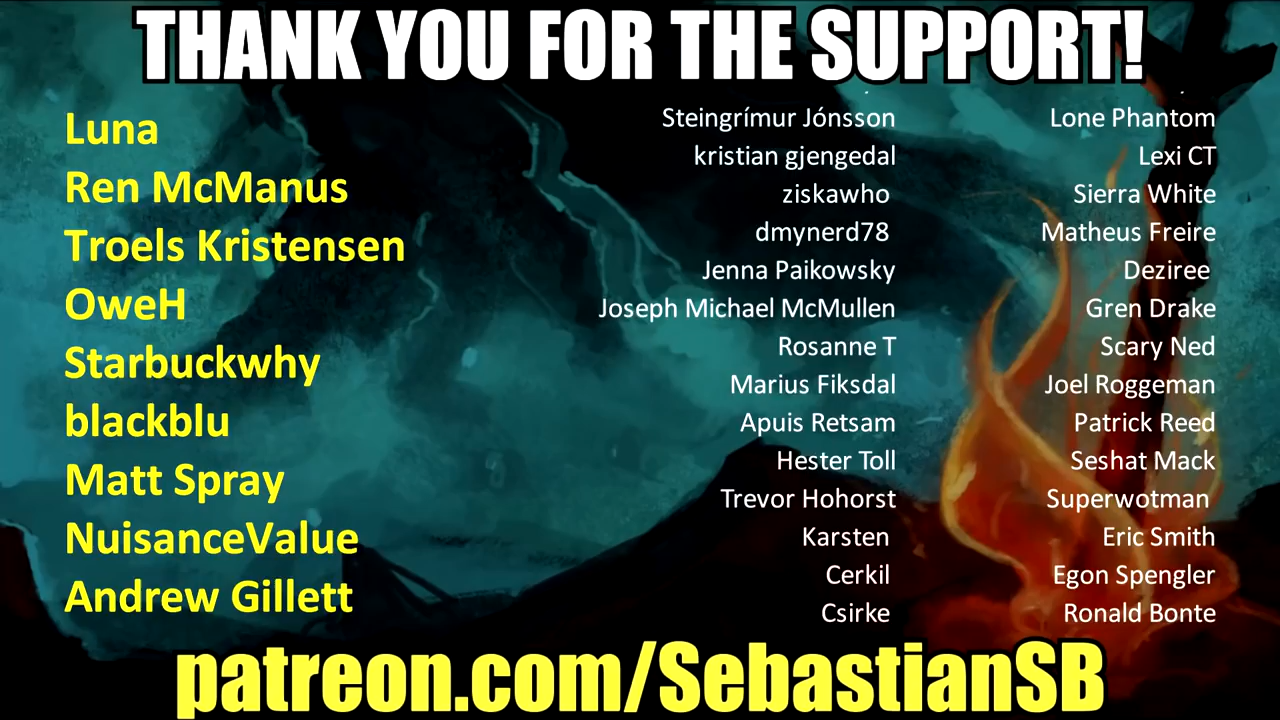 THANK YOU FOR THE SUPPORT!
Luna
Ren McManus
Troels Kristensen
OweH
Starbuckwhy
blackblu
Matt Spray
NuisanceValue
Andrew Gillett
Steingrímur Jónsson
kristian gjengedal
ziskawho
dmynerd78
Jenna Paikowsky
Joseph Michael McMullen
Rosanne T
Marius Fiksdal
Apuis Retsam
Hester Toll
Trevor Hohorst
Karsten
Cerkil
Csirke
Lone Phantom
Lexi CT
Sierra White
Matheus Freire
Deziree
Gren Drake
Scary Ned
Joel Roggeman
Patrick Reed
Seshat Mack
Superwotman
Eric Smith
Egon Spengler
Ronald Bonte
patreon.com/SebastianSB